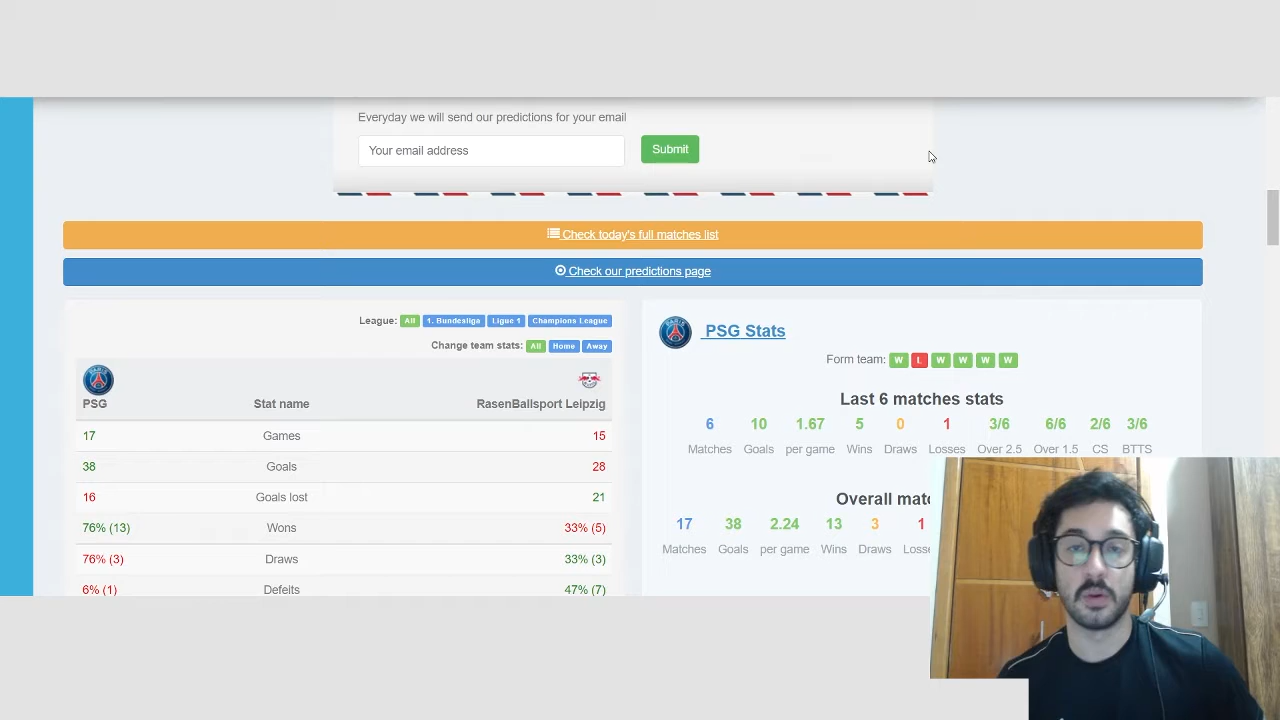 Everyday we will send our predictions for your email
Your email address
Submit
Check today's full matches list
Check our predictions page
League: All 1. Bundesliga Ligue 1 Champions League
Change team stats: All Home Away
PSG Stat name RasenBallsport Leipzig
17 Games 15
38 Goals 28
16 Goals lost 21
76% (13) Wons 33% (5)
76% (3) Draws 33% (3)
6% (1) Defeits 47% (7)
PSG Stats
Form team: W L W W W W
Last 6 matches stats
6 10 1.67 5 0 1 3/6 6/6 2/6 3/6
Matches Goals per game Wins Draws Losses Over 2.5 Over 1.5 CS BTTS
Overall mat
17 38 2.24 13 3 1
Matches Goals per game Wins Draws Losse